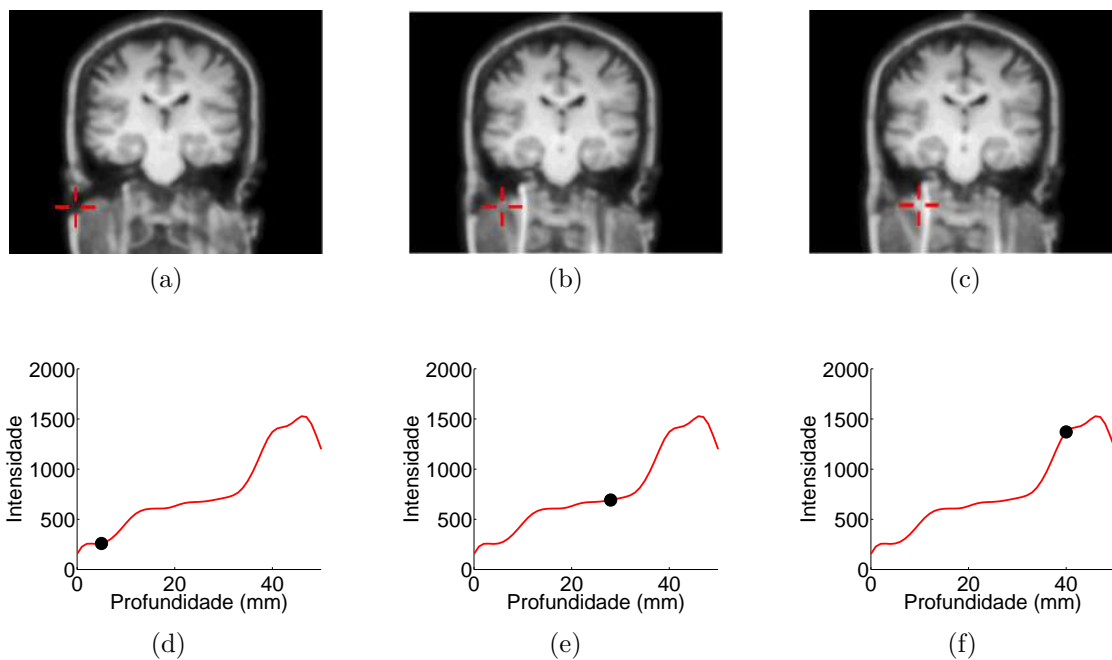 (a) (b) (c)
2000 2000 2000
1500 1500 1500
1000 1000 1000
500 500 500
0 0 0
Intensidade Intensidade Intensidade
0 20 40 0 20 40 0 20 40
Profundidade (mm) Profundidade (mm) Profundidade (mm)
(d) (e) (f)